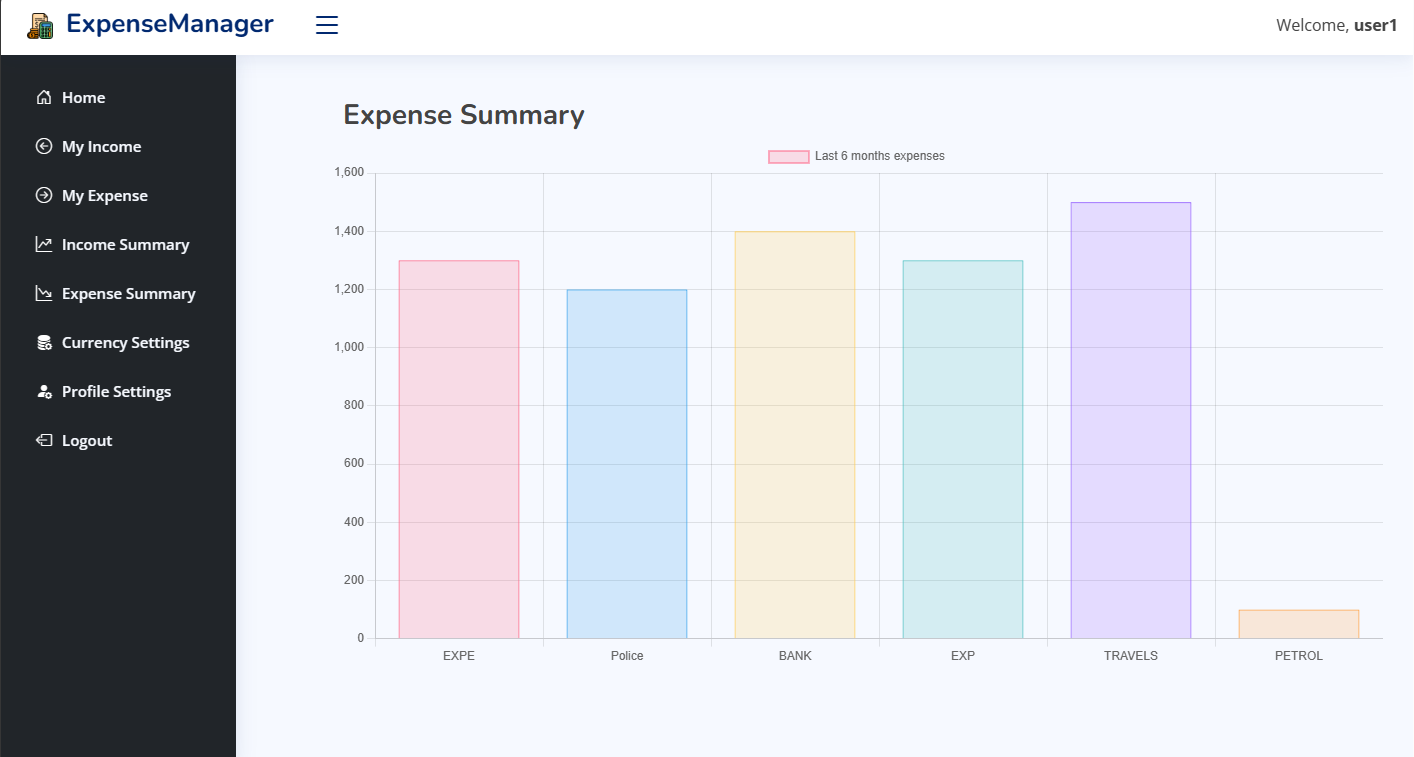 ExpenseManager
Welcome, user1
Home
My Income
My Expense
Income Summary
Expense Summary
Currency Settings
Profile Settings
Logout
Expense Summary
Last 6 months expenses
1,600
1,400
1,200
1,000
800
600
400
200
0
EXPE Police BANK EXP TRAVELS PETROL